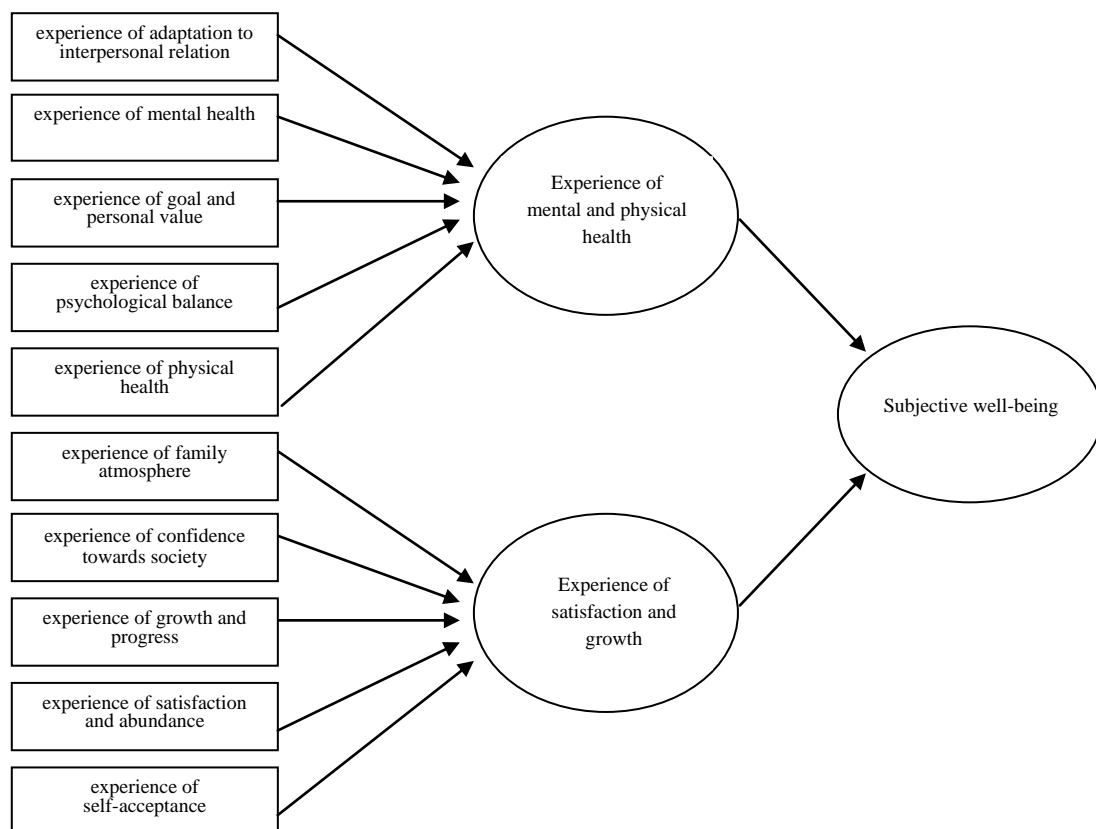 experience of adaptation to
interpersonal relation
experience of mental health
experience of goal and
personal value
experience of
psychological balance
experience of physical
health
experience of family
atmosphere
experience of confidence
towards society
experience of growth and
progress
experience of satisfaction
and abundance
experience of
self-acceptance
Experience of
mental and physical
health
Experience of
satisfaction and
growth
Subjective well-being